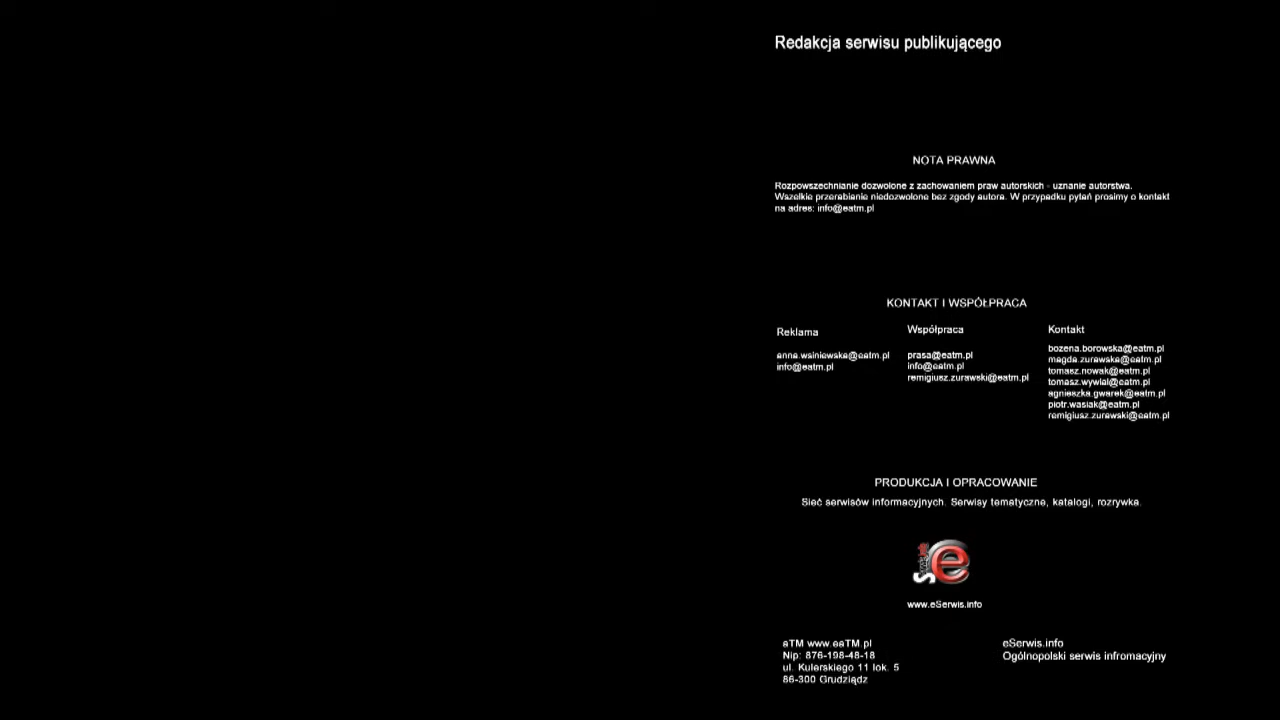 Redakcja serwisu publikującego
NOTA PRAWNA
Rozpowszechnianie dozwolone z zachowaniem praw autorskich - uznanie autorstwa.
Wszelkie przerabianie niedozwolone bez zgody autora. W przypadku pytań prosimy o kontakt
na adres: info@eatm.pl
KONTAKT I WSPÓŁPRACA
Reklama
anna.wsiniewska@eatm.pl
info@eatm.pl
Współpraca
prasa@eatm.pl
info@eatm.pl
remigiusz.zurawski@eatm.pl
Kontakt
bozena.borowska@eatm.pl
magda.zurawska@eatm.pl
tomasz.nowak@eatm.pl
tomasz.wywial@eatm.pl
agnieszka.gwarek@eatm.pl
piotr.wasiak@eatm.pl
remigiusz.zurawski@eatm.pl
PRODUKCJA I OPRACOWANIE
Sieć serwisów informacyjnych. Serwisy tematyczne, katalogi, rozrywka.
e
www.eSerwis.info
eTM www.eaTM.pl
Nip: 876-198-48-18
ul. Kulerskiego 11 lok. 5
86-300 Grudziądz
eSerwis.info
Ogólnopolski serwis infromacyjny